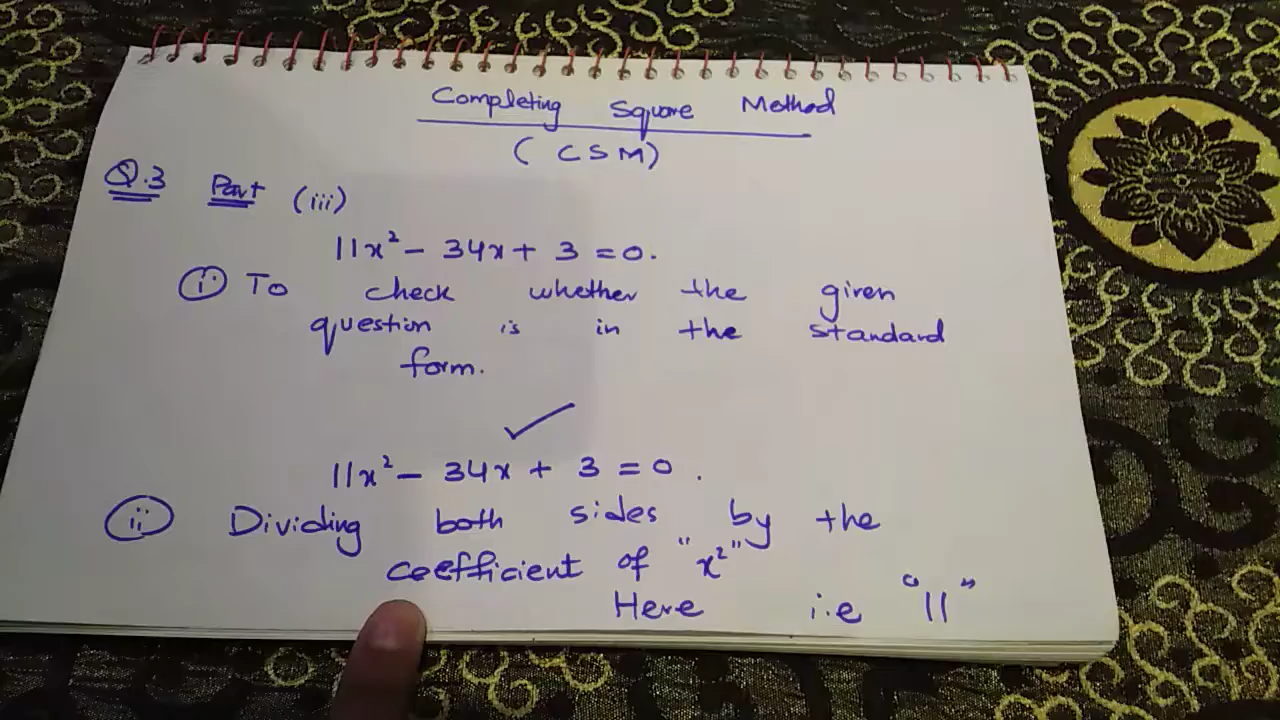 Completing Square Method
(CSM)
Q.3 Part (iii)
11x² - 34x + 3 = 0.
(i) To check whether the given
question is in the standard
form.
✓
11x² - 34x + 3 = 0.
(ii) Dividing both sides by the
coefficient of "x²"
Here i.e "11"